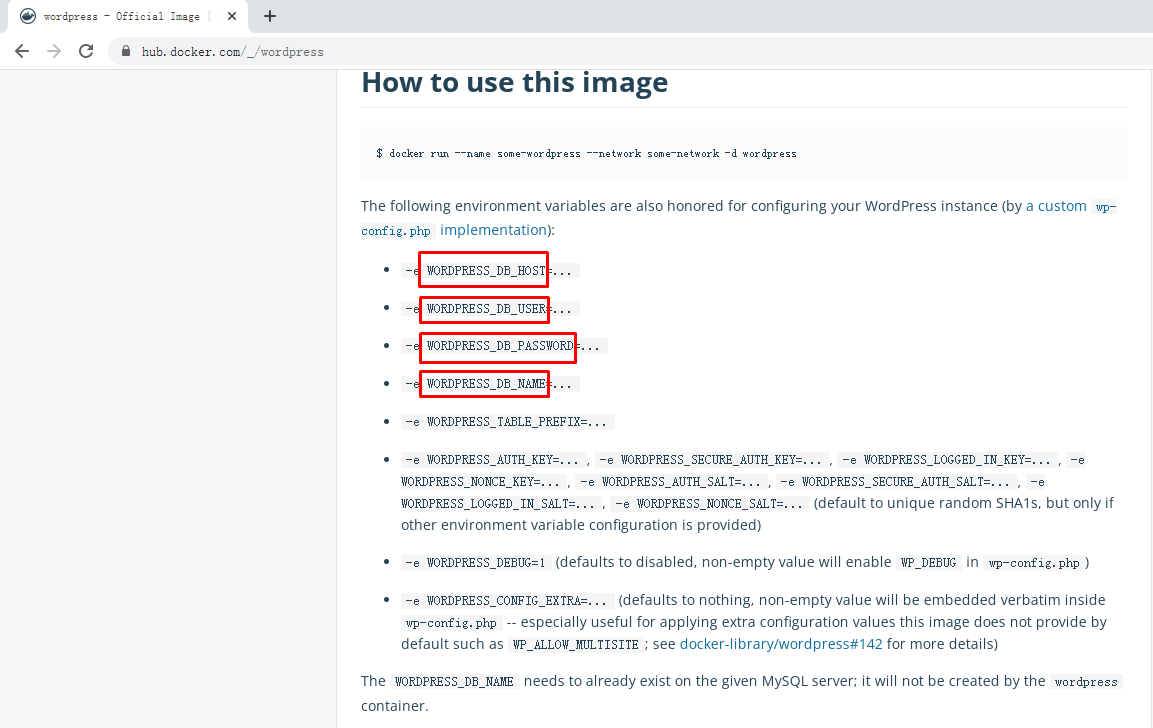 wordpress - Official Image
hub.docker.com/_/wordpress
How to use this image
$ docker run --name some-wordpress --network some-network -d wordpress
The following environment variables are also honored for configuring your WordPress instance (by a custom wp-
config.php implementation):
-e WORDPRESS_DB_HOST=...
-e WORDPRESS_DB_USER=...
-e WORDPRESS_DB_PASSWORD=...
-e WORDPRESS_DB_NAME=...
-e WORDPRESS_TABLE_PREFIX=...
-e WORDPRESS_AUTH_KEY=... , -e WORDPRESS_SECURE_AUTH_KEY=... , -e WORDPRESS_LOGGED_IN_KEY=... , -e
WORDPRESS_NONCE_KEY=... , -e WORDPRESS_AUTH_SALT=... , -e WORDPRESS_SECURE_AUTH_SALT=... , -e
WORDPRESS_LOGGED_IN_SALT=... , -e WORDPRESS_NONCE_SALT=... (default to unique random SHA1s, but only if
other environment variable configuration is provided)
-e WORDPRESS_DEBUG=1 (defaults to disabled, non-empty value will enable WP_DEBUG in wp-config.php )
-e WORDPRESS_CONFIG_EXTRA=... (defaults to nothing, non-empty value will be embedded verbatim inside
wp-config.php -- especially useful for applying extra configuration values this image does not provide by
default such as WP_ALLOW_MULTISITE ; see docker-library/wordpress#142 for more details)
The WORDPRESS_DB_NAME needs to already exist on the given MySQL server; it will not be created by the wordpress
container.